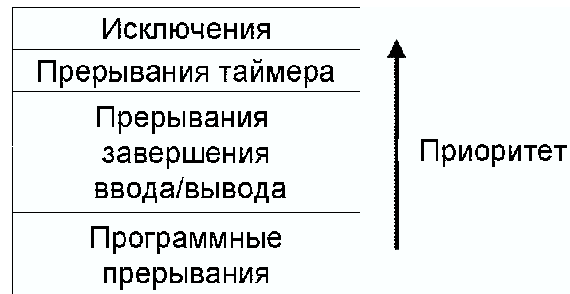 Исключения
Прерывания таймера
Прерывания
завершения
ввода/вывода
Приоритет
Программные
прерывания